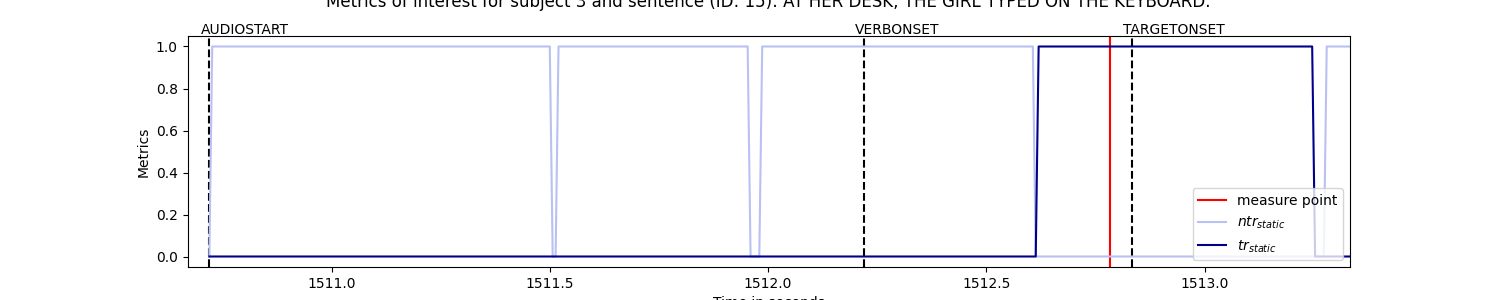 Metrics of interest for subject 3 and sentence (ID: 15): AT HER DESK, THE GIRL TYPED ON THE KEYBOARD.
AUDIOSTART VERBONSET TARGETONSET
1.0
0.8
0.6
0.4
0.2
0.0
Metrics
measure point
ntr_static
tr_static
1511.0 1511.5 1512.0 1512.5 1513.0
Time in seconds